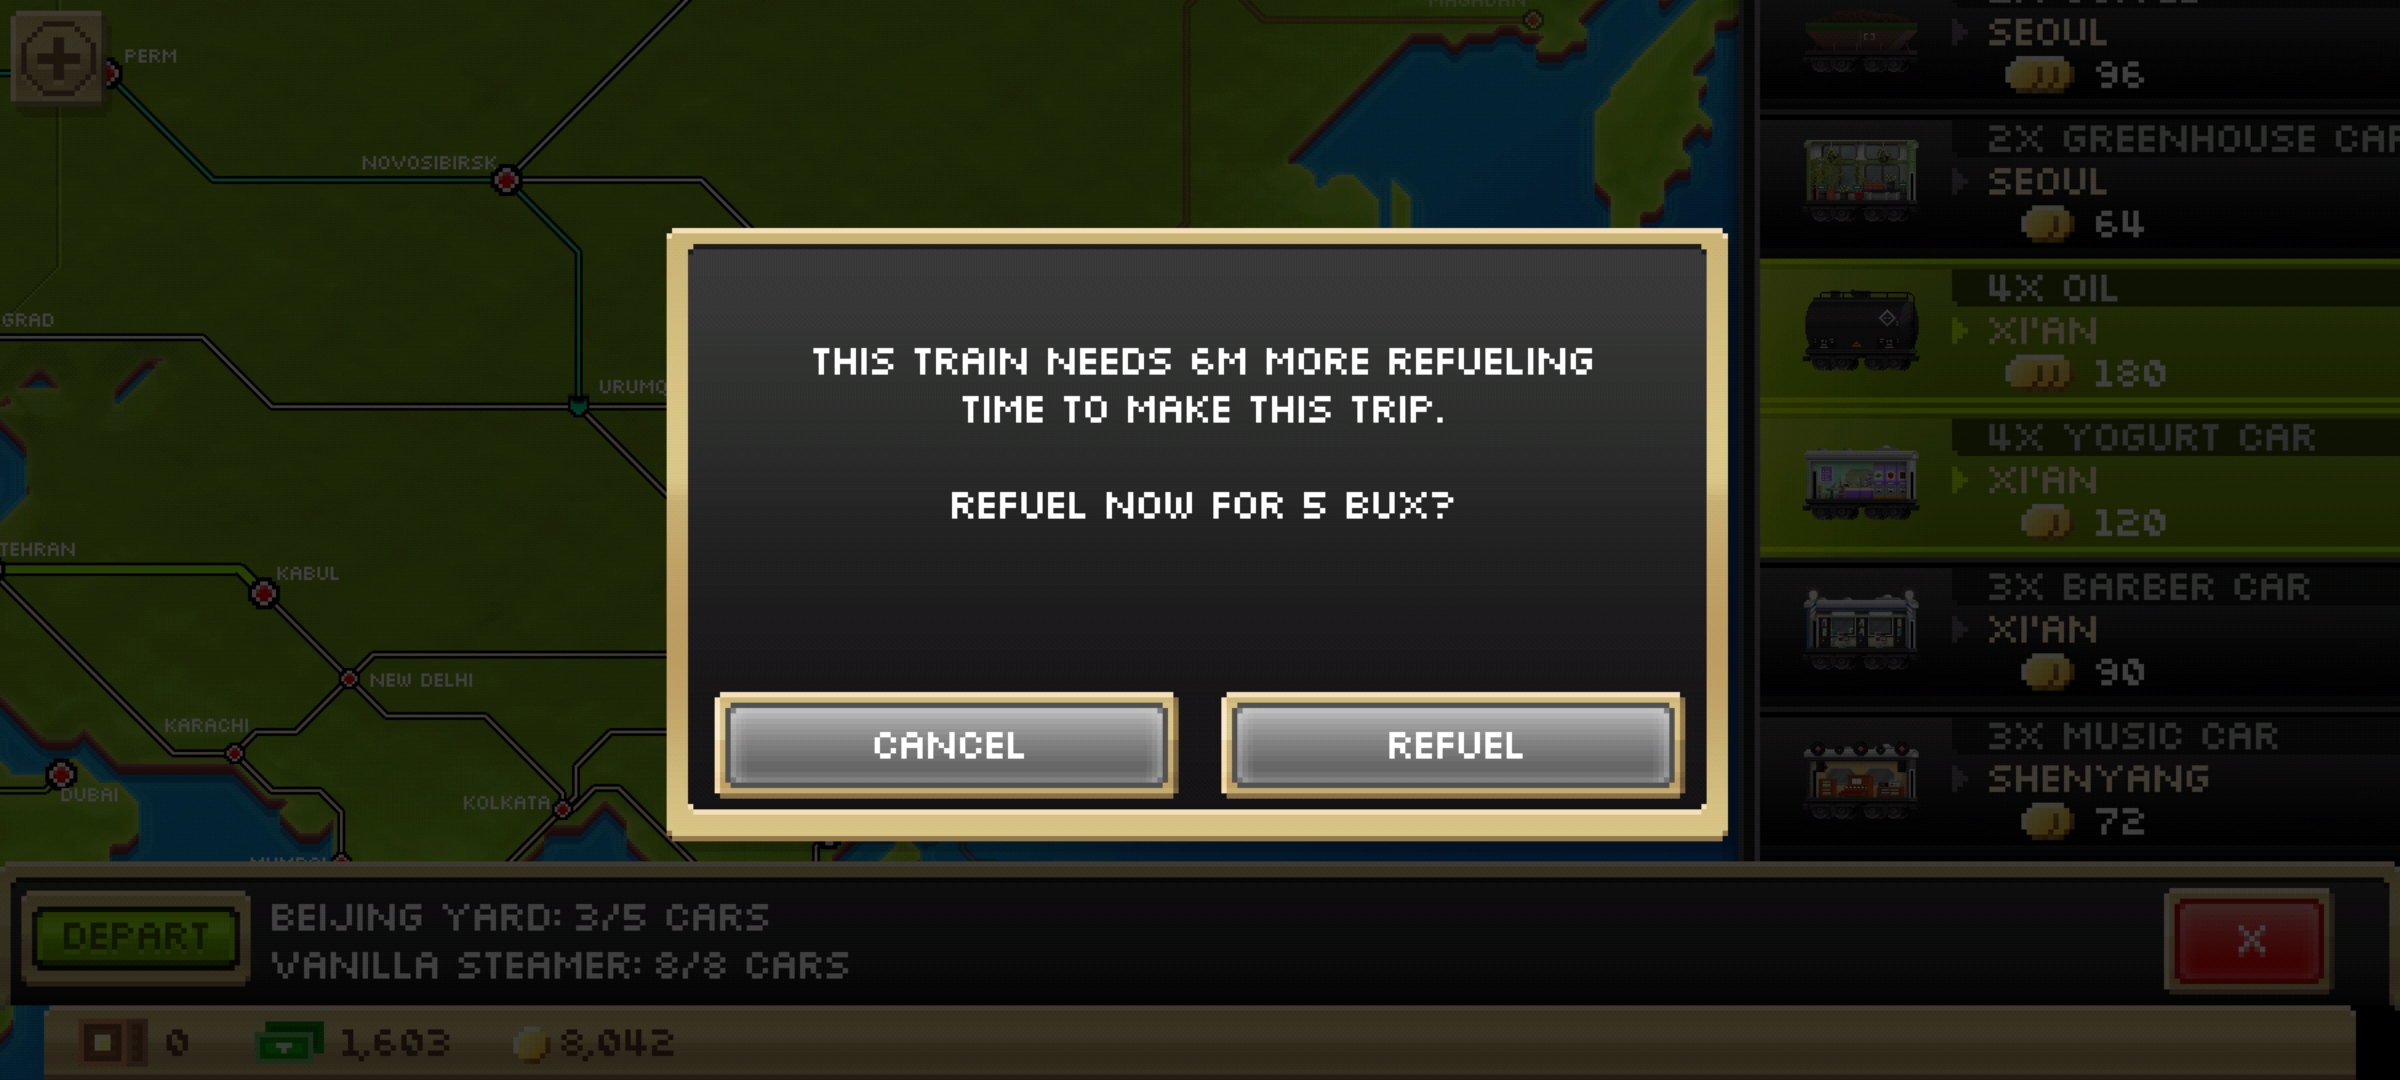 MAGADAN
PERM
NOVOSIBIRSK
GRAD
URUMQ
TEHRAN
KABUL
NEW DELHI
KARACHI
DUBAI
KOLKATA
THIS TRAIN NEEDS 6M MORE REFUELING
TIME TO MAKE THIS TRIP.
REFUEL NOW FOR 5 BUX?
CANCEL
REFUEL
SEOUL
96
2X GREENHOUSE CAR
SEOUL
64
4X OIL
XI'AN
180
4X YOGURT CAR
XI'AN
120
3X BARBER CAR
XI'AN
90
3X MUSIC CAR
SHENYANG
72
DEPART
BEIJING YARD: 3/5 CARS
VANILLA STEAMER: 8/8 CARS
X
0
1,603
8,042